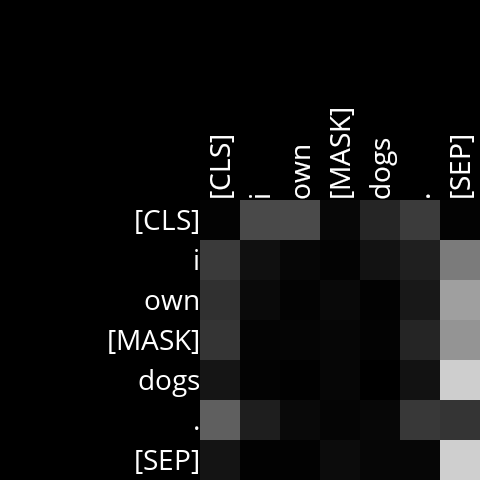 [CLS]
i
own
[MASK]
dogs
.
[SEP]
[CLS]
i
own
[MASK]
dogs
.
[SEP]